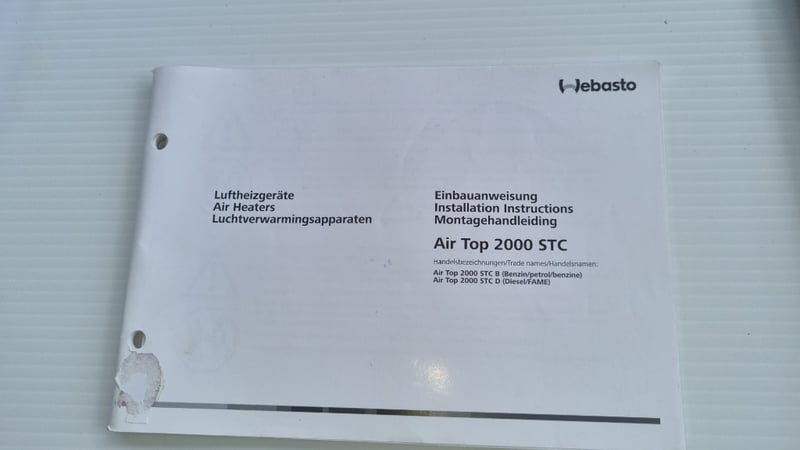 Webasto
Luftheizgeräte
Air Heaters
Luchtverwarmingsapparaten
Einbauanweisung
Installation Instructions
Montagehandleiding
Air Top 2000 STC
Handelsbezeichnungen/Trade names/Handelsnamen:
Air Top 2000 STC B (Benzin/petrol/benzine)
Air Top 2000 STC D (Diesel/FAME)